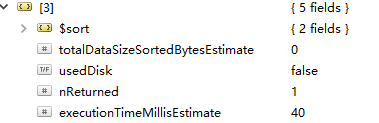 [3] { 5 fields }
$sort { 2 fields }
totalDataSizeSortedBytesEstimate 0
T/F usedDisk false
nReturned 1
executionTimeMillisEstimate 40